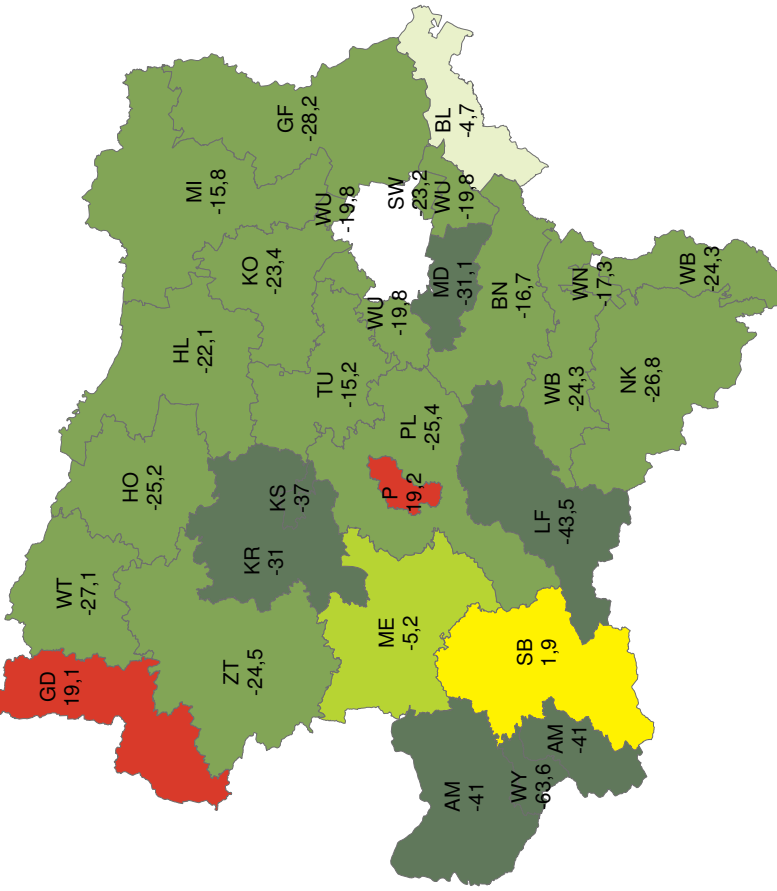 GF
-28,2
BL
-4,7
MI
-15,8
WU
-19,8
SW
-23,2
WU
-19,8
KO
-23,4
MD
-31,1
BN
-16,7
WN
-17,3
WB
-24,3
WU
-19,8
HL
-22,1
TU
-15,2
WB
-24,3
NK
-26,8
PL
-25,4
HO
-25,2
KS
-37
P
19,2
LF
-43,5
KR
-31
WT
-27,1
ME
-5,2
SB
1,9
ZT
-24,5
GD
19,1
AM
-41
WY
-63,6
AM
-41